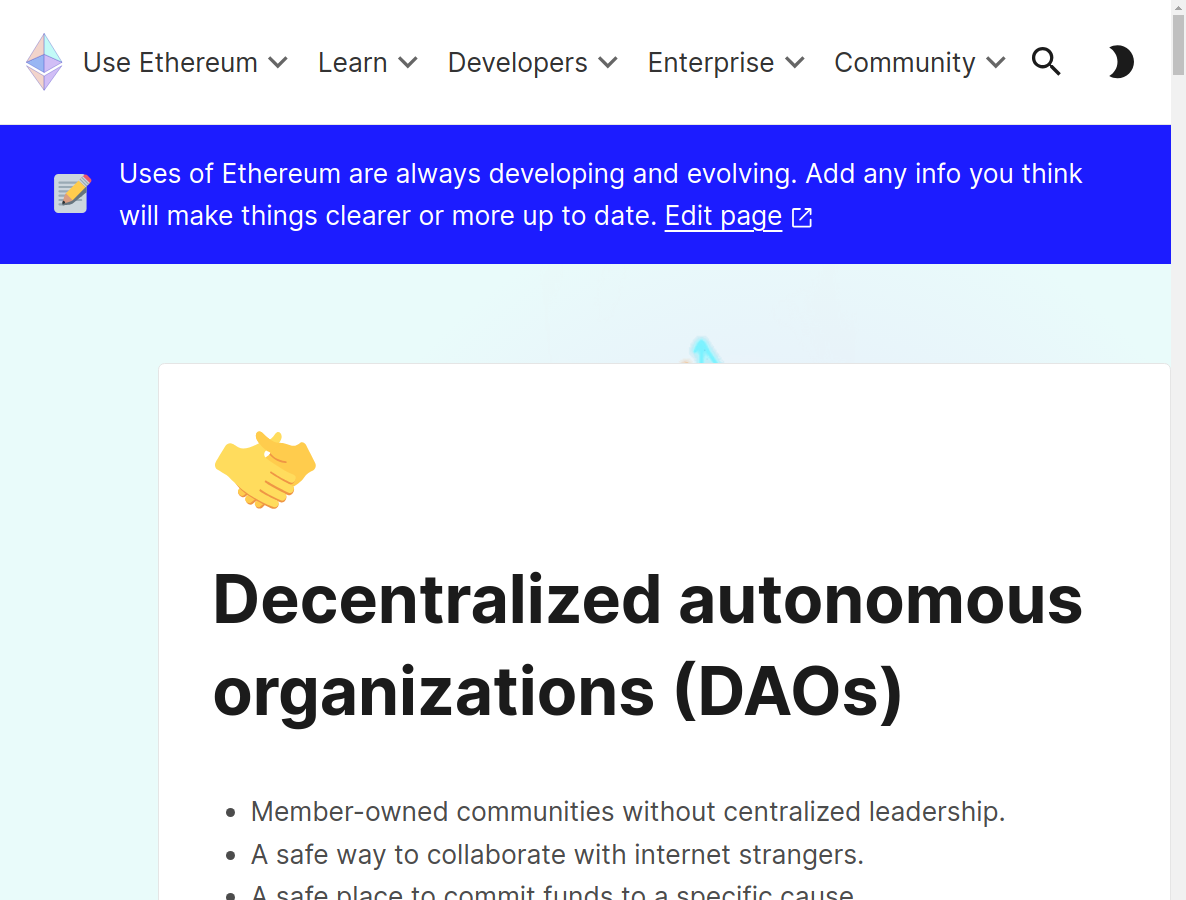 Use Ethereum Learn Developers Enterprise Community
Uses of Ethereum are always developing and evolving. Add any info you think
will make things clearer or more up to date. Edit page
Decentralized autonomous
organizations (DAOs)
• Member-owned communities without centralized leadership.
• A safe way to collaborate with internet strangers.
• A safe place to commit funds to a specific cause.